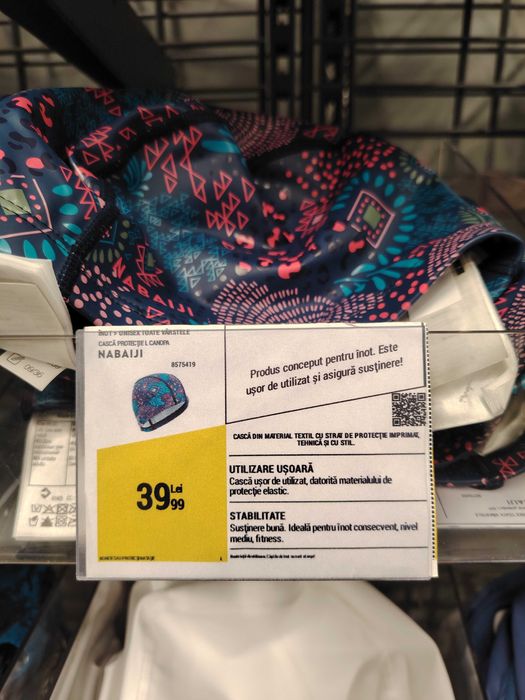 ÎNOT > UNISEX TOATE VÂRSTELE
CASCĂ PROTECȚIE L CANOPA
NABAIJI
8575419
Produs conceput pentru înot. Este
ușor de utilizat și asigură susținere!
CASCĂ DIN MATERIAL TEXTIL CU STRAT DE PROTECȚIE IMPRIMAT,
TEHNICĂ ȘI CU STIL.
UTILIZARE UȘOARĂ
Cască ușor de utilizat, datorită materialului de
protecție elastic.
39 Lei 99
STABILITATE
Susținere bună. Ideală pentru înot consecvent, nivel
mediu, fitness.